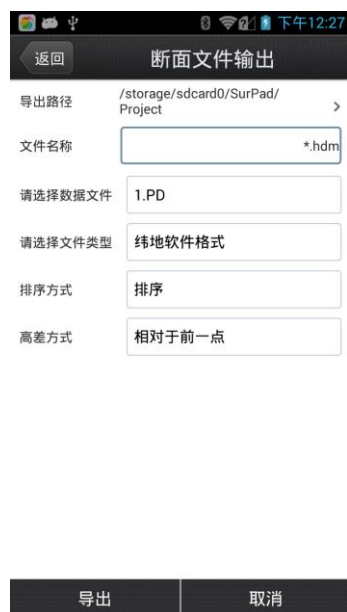 下午12:27
返回
断面文件输出
导出路径 /storage/sdcard0/SurPad/
Project
文件名称 *.hdm
请选择数据文件 1.PD
请选择文件类型 纬地软件格式
排序方式 排序
高差方式 相对于前一点
导出 取消